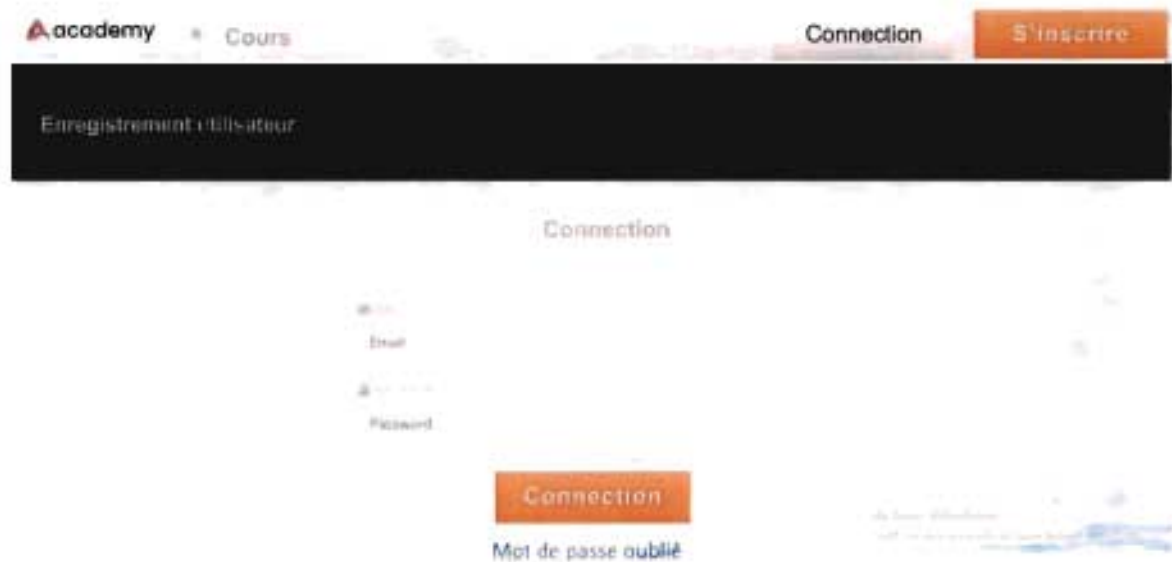 academy Cours Connection S'inscrire
Enregistrement utilisateur
Connection
Email
Password
Connection
Mot de passe oublié